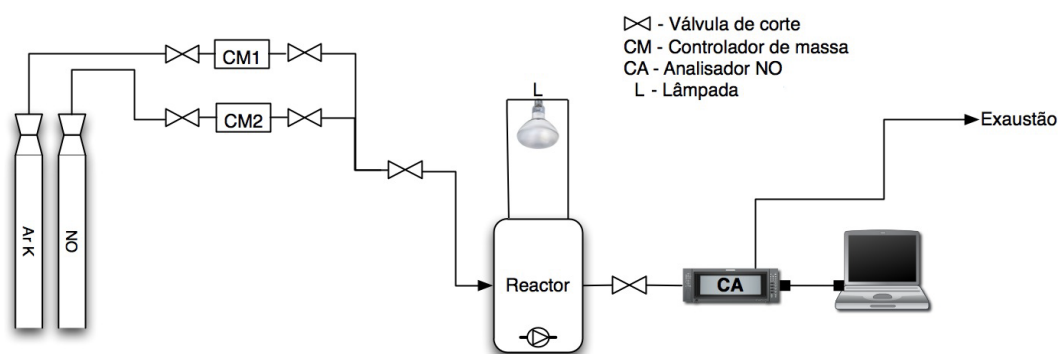 - Válvula de corte
CM - Controlador de massa
CA - Analisador NO
L - Lâmpada
CM1
CM2
L
Exaustão
Ar K
NO
Reactor
CA